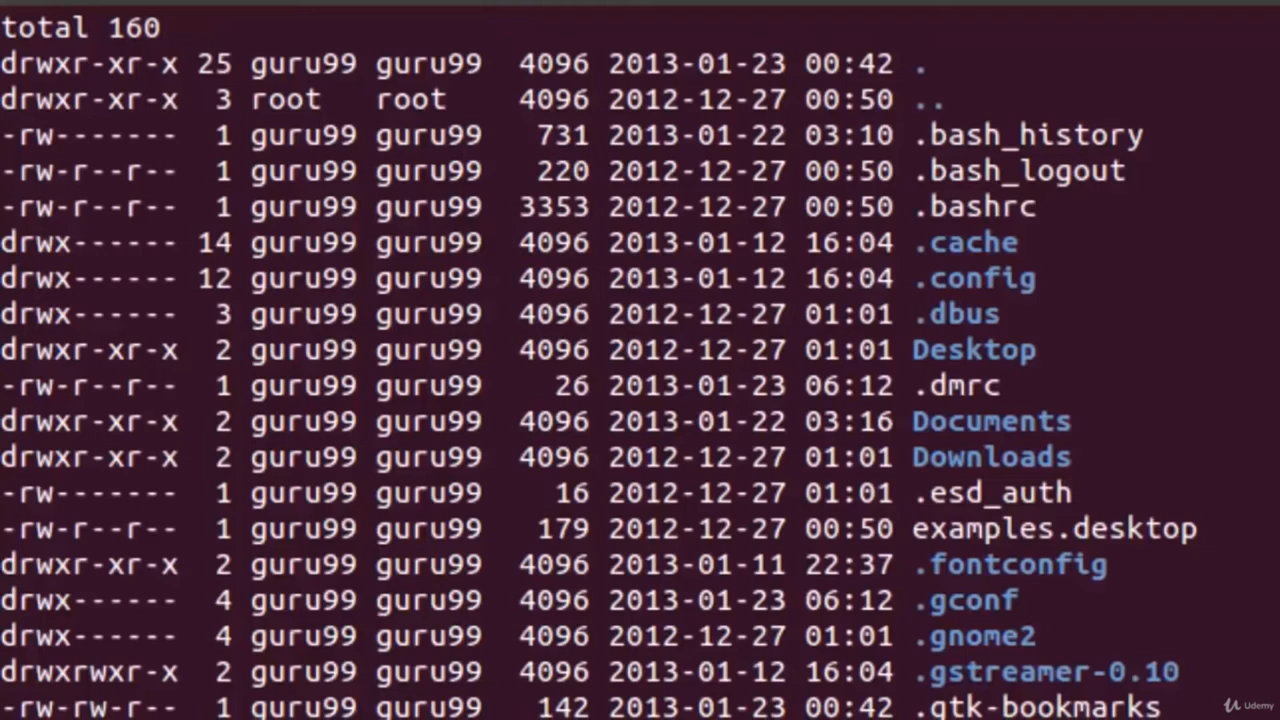 total 160
drwxr-xr-x 25 guru99 guru99  4096 2013-01-23 00:42 .
drwxr-xr-x  3 root   root    4096 2012-12-27 00:50 ..
-rw-------  1 guru99 guru99   731 2013-01-22 03:10 .bash_history
-rw-r--r--  1 guru99 guru99   220 2012-12-27 00:50 .bash_logout
-rw-r--r--  1 guru99 guru99  3353 2012-12-27 00:50 .bashrc
drwx------ 14 guru99 guru99  4096 2013-01-12 16:04 .cache
drwx------ 12 guru99 guru99  4096 2013-01-12 16:04 .config
drwx------  3 guru99 guru99  4096 2012-12-27 01:01 .dbus
drwxr-xr-x  2 guru99 guru99  4096 2012-12-27 01:01 Desktop
-rw-r--r--  1 guru99 guru99    26 2013-01-23 06:12 .dmrc
drwxr-xr-x  2 guru99 guru99  4096 2013-01-22 03:16 Documents
drwxr-xr-x  2 guru99 guru99  4096 2012-12-27 01:01 Downloads
-rw-------  1 guru99 guru99    16 2012-12-27 01:01 .esd_auth
-rw-r--r--  1 guru99 guru99   179 2012-12-27 00:50 examples.desktop
drwxr-xr-x  2 guru99 guru99  4096 2013-01-11 22:37 .fontconfig
drwx------  4 guru99 guru99  4096 2013-01-23 06:12 .gconf
drwx------  4 guru99 guru99  4096 2012-12-27 01:01 .gnome2
drwxrwxr-x  2 guru99 guru99  4096 2013-01-12 16:04 .gstreamer-0.10
-rw-rw-r--  1 guru99 guru99   142 2013-01-23 00:42 .gtk-bookmarks
Udemy